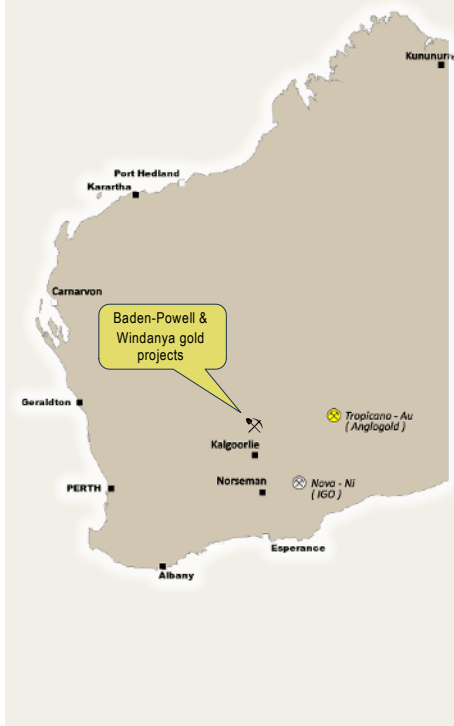 Kununurra
Port Hedland
Karartha
Carnarvon
Baden-Powell &
Windanya gold
projects
Geraldton
Tropicana - Au
( Anglogold )
Kalgoorlie
Norseman
Nova - Ni
( IGO )
PERTH
Esperance
Albany